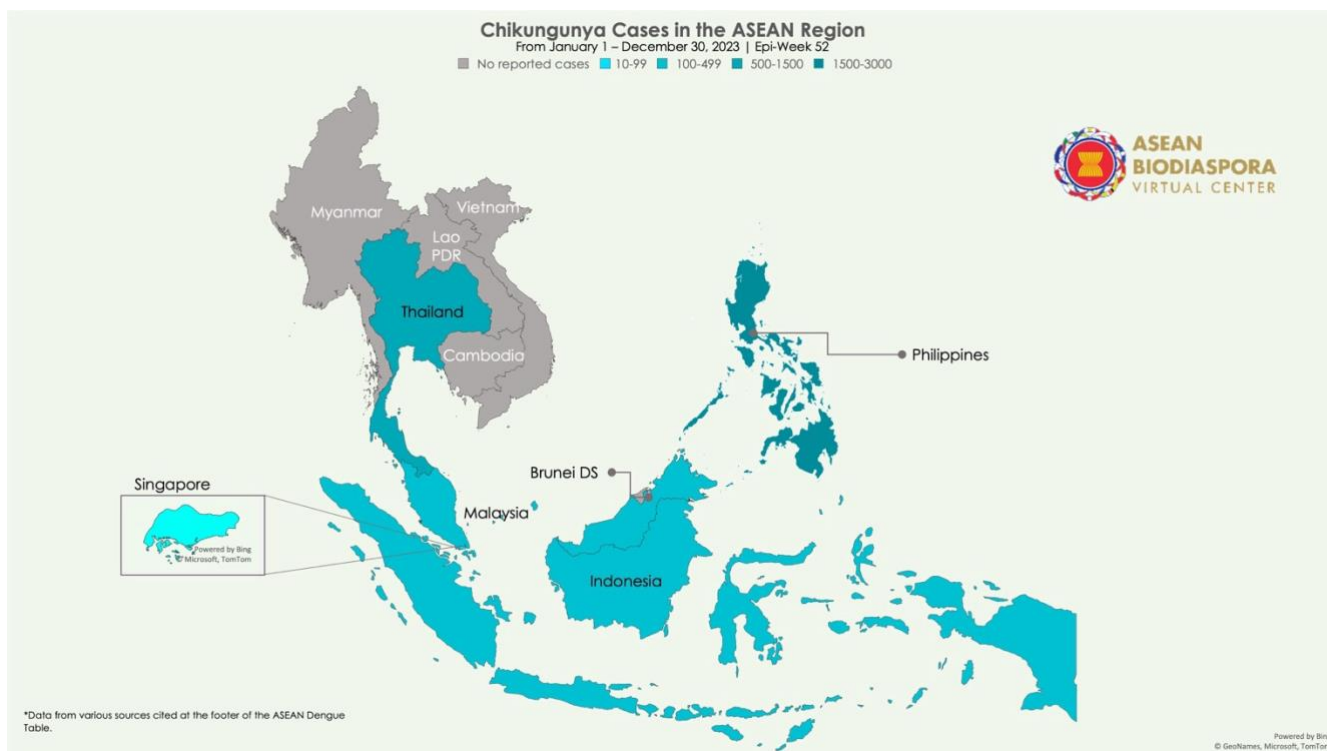 Chikungunya Cases in the ASEAN Region
From January 1 – December 30, 2023 | Epi-Week 52
No reported cases 10-99 100-499 500-1500 1500-3000
ASEAN
BIODIASPORA
VIRTUAL CENTER
Myanmar
Vietnam
Lao
PDR
Thailand
Cambodia
Philippines
Brunei DS
Singapore
Malaysia
Powered by Bing
© Microsoft, TomTom
Indonesia
*Data from various sources cited at the footer of the ASEAN Dengue
Table.
Powered by Bing
© GeoNames, Microsoft, TomTom